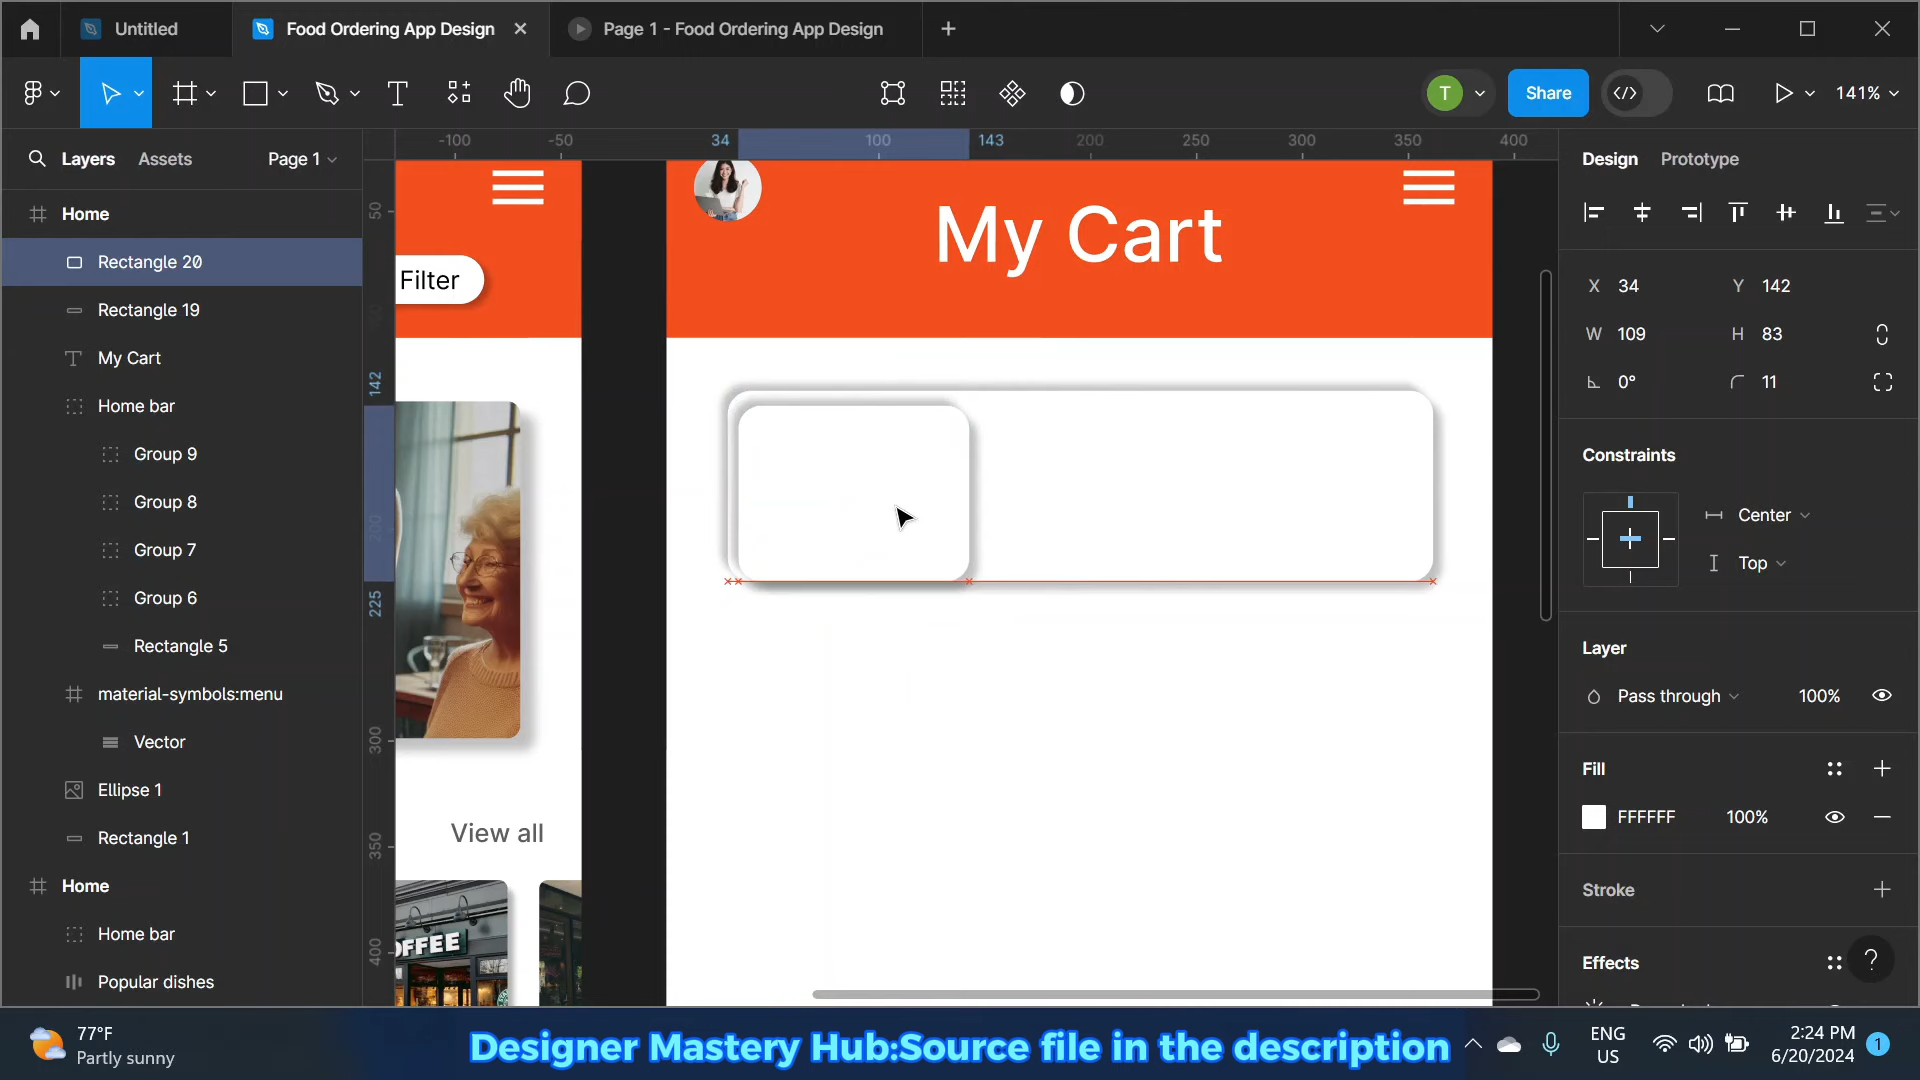 Untitled
Food Ordering App Design
Page 1 - Food Ordering App Design
T
Share
141%
Layers
Assets
Page 1
-100
-50
34
100
143
200
250
300
350
400
Design
Prototype
Home
Rectangle 20
Rectangle 19
My Cart
Home bar
Group 9
Group 8
Group 7
Group 6
Rectangle 5
material-symbols:menu
Vector
Ellipse 1
Rectangle 1
Home
Home bar
Popular dishes
50
142
200
225
300
350
400
Filter
View all
OFFEE
My Cart
X 34
Y 142
W 109
H 83
0°
11
Constraints
Center
Top
Layer
Pass through
100%
Fill
FFFFFF
100%
Stroke
Effects
?
77°F
Partly sunny
Designer Mastery Hub:Source file in the description
ENG
US
2:24 PM
6/20/2024
1